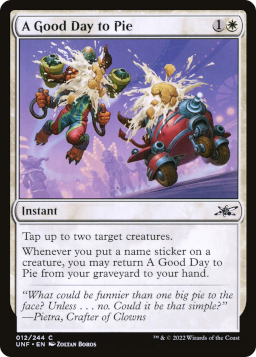 A Good Day to Pie 1
Instant
Tap up to two target creatures.
Whenever you put a name sticker on a
creature, you may return A Good Day to
Pie from your graveyard to your hand.
"What could be funnier than one big pie to the
face? Unless . . . no. Could it be that simple?"
—Pietra, Crafter of Clowns
012/244 C
UNF • EN Zoltan Boros
™ & © 2022 Wizards of the Coast